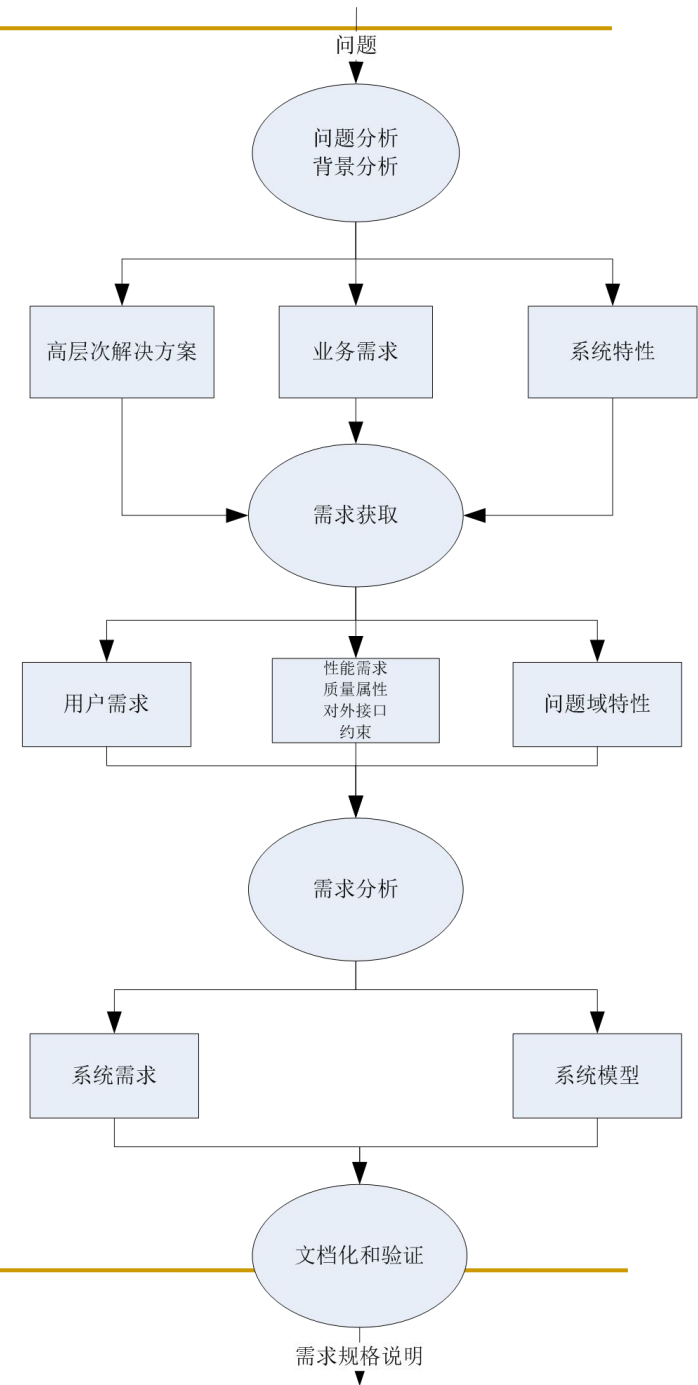 问题
问题分析
背景分析
高层次解决方案
业务需求
系统特性
需求获取
用户需求
性能需求
质量属性
对外接口
约束
问题域特性
需求分析
系统需求
系统模型
文档化和验证
需求规格说明